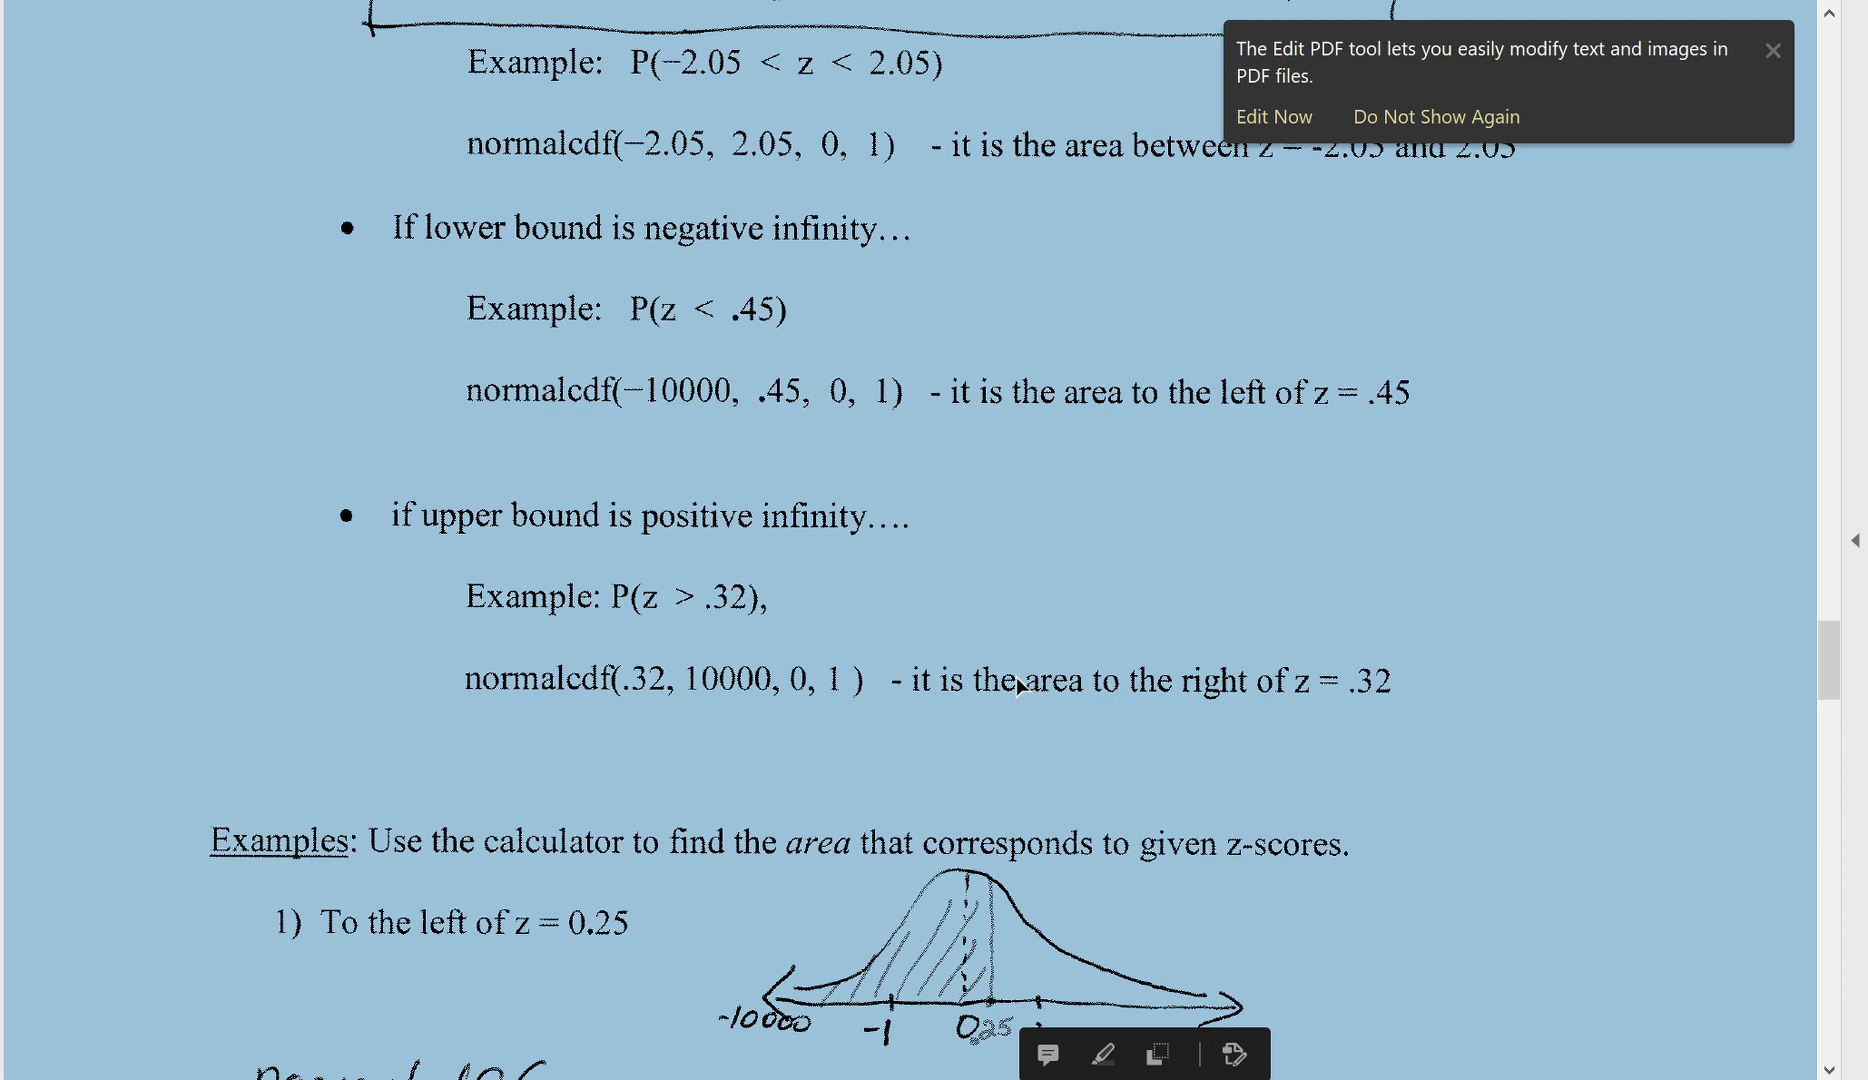 Example: P(−2.05 < z < 2.05)
The Edit PDF tool lets you easily modify text and images in
PDF files.
Edit Now Do Not Show Again
normalcdf(−2.05, 2.05, 0, 1) - it is the area between z = -2.05 and 2.05
• If lower bound is negative infinity…
Example: P(z < .45)
normalcdf(−10000, .45, 0, 1) - it is the area to the left of z = .45
• if upper bound is positive infinity….
Example: P(z > .32),
normalcdf(.32, 10000, 0, 1 ) - it is the area to the right of z = .32
Examples: Use the calculator to find the area that corresponds to given z-scores.
1) To the left of z = 0.25
-10000 -1 0 .25